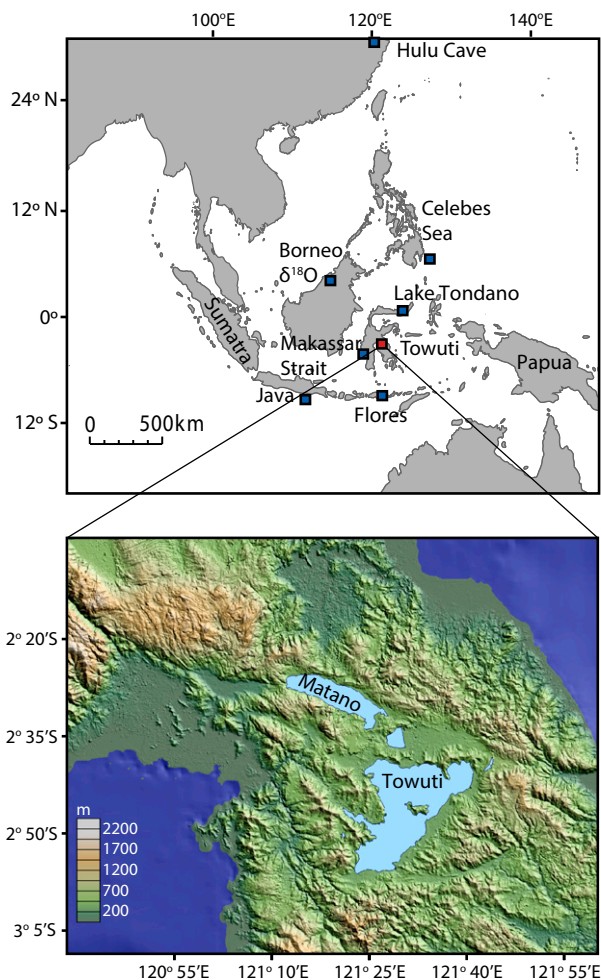 100° E 120° E 140° E
Hulu Cave
24° N
12° N
Celebes
Sea
Borneo
δ¹⁸O
Lake Tondano
0°
Sumatra
Makassar
Strait
Towuti
Papua
Java
Flores
0 500km
12° S
2° 20'S
Matano
2° 35'S
Towuti
m
2200
1700
1200
700
200
2° 50'S
3° 5'S
120° 55'E 121° 10'E 121° 25'E 121° 40'E 121° 55'E